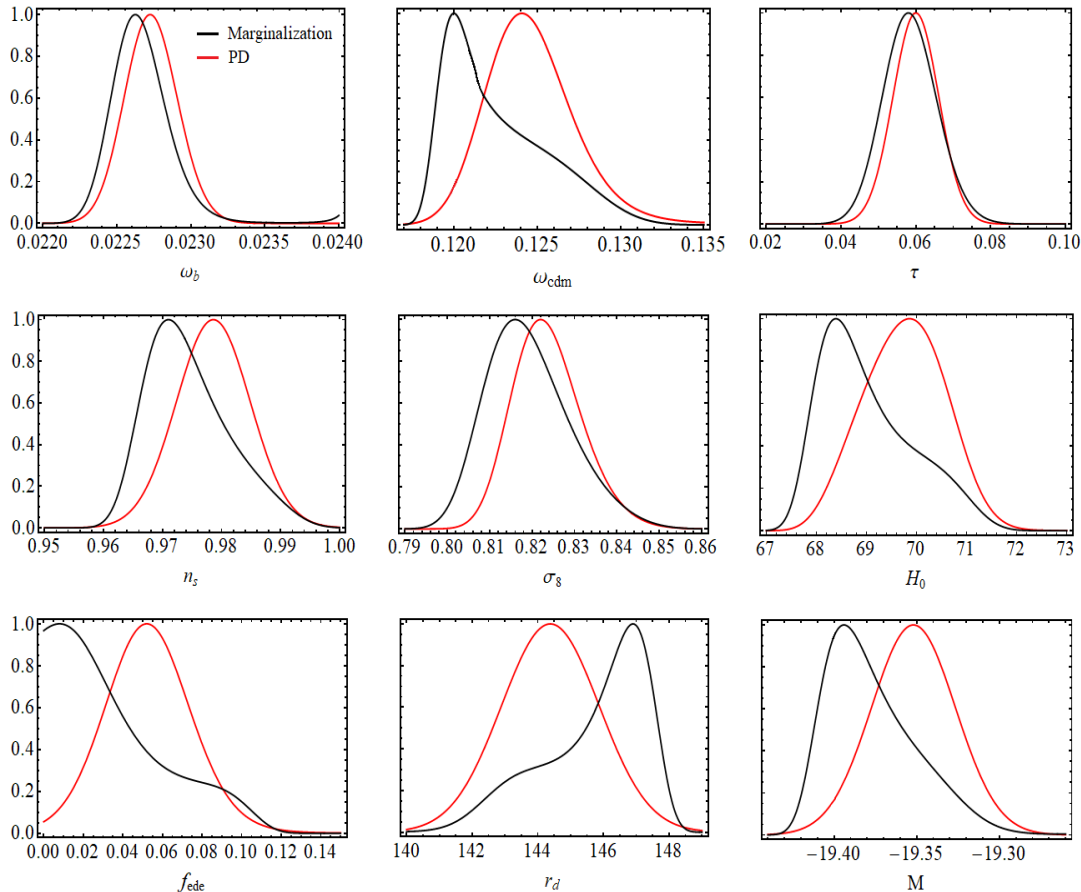 1.0
0.8
0.6
0.4
0.2
0.0
Marginalization
PD
0.0220 0.0225 0.0230 0.0235 0.0240
0.120 0.125 0.130 0.135
0.02 0.04 0.06 0.08 0.10
ω_b
ω_cdm
τ
1.0
0.8
0.6
0.4
0.2
0.0
0.95 0.96 0.97 0.98 0.99 1.00
0.79 0.80 0.81 0.82 0.83 0.84 0.85 0.86
67 68 69 70 71 72 73
n_s
σ_8
H_0
1.0
0.8
0.6
0.4
0.2
0.0
0.00 0.02 0.04 0.06 0.08 0.10 0.12 0.14
140 142 144 146 148
−19.40 −19.35 −19.30
f_ede
r_d
M